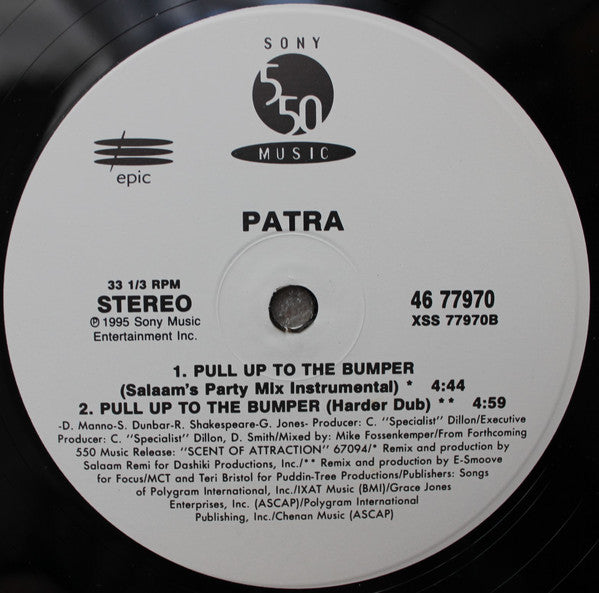 SONY
550
MUSIC
epic
PATRA
33 1/3 RPM
STEREO
℗ 1995 Sony Music
Entertainment Inc.
46 77970
XSS 77970B
1. PULL UP TO THE BUMPER
(Salaam's Party Mix Instrumental) * 4:44
2. PULL UP TO THE BUMPER (Harder Dub) ** 4:59
-D. Manno-S. Dunbar-R. Shakespeare-G. Jones- Producer: C. "Specialist" Dillon/Executive
Producer: C. "Specialist" Dillon, D. Smith/Mixed by: Mike Fossenkemper/From Forthcoming
550 Music Release: "SCENT OF ATTRACTION" 67094/* Remix and production by
Salaam Remi for Dashiki Productions, Inc./** Remix and production by E-Smoove
for Focus/MCT and Teri Bristol for Puddin-Tree Productions/Publishers: Songs
of Polygram International, Inc./IXAT Music (BMI)/Grace Jones
Enterprises, Inc. (ASCAP)/Polygram International
Publishing, Inc./Chenan Music (ASCAP)